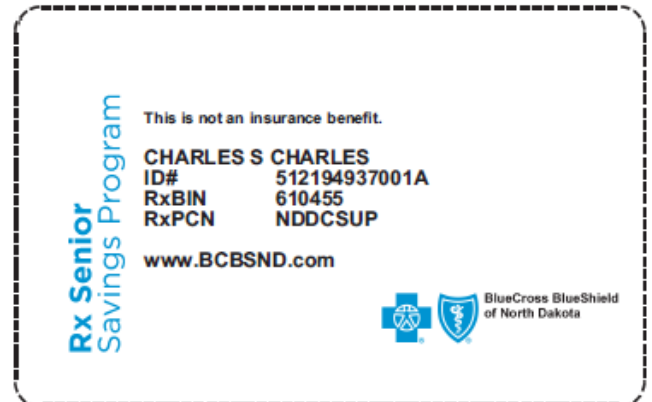 Rx Senior
Savings Program
This is not an insurance benefit.
CHARLES S CHARLES
ID# 512194937001A
RxBIN 610455
RxPCN NDDCSUP
www.BCBSND.com
BlueCross BlueShield
of North Dakota